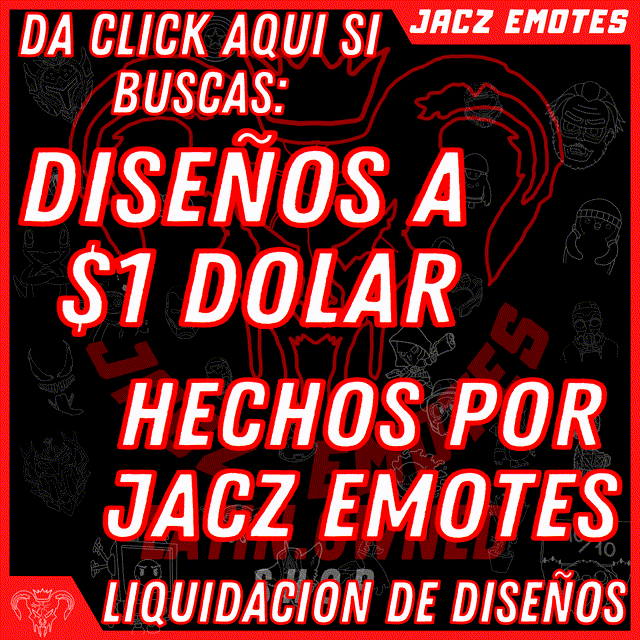 JACZ EMOTES
DA CLICK AQUI SI
BUSCAS:
DISEÑOS A
$1 DOLAR
HECHOS POR
JACZ EMOTES
LIQUIDACION DE DISEÑOS